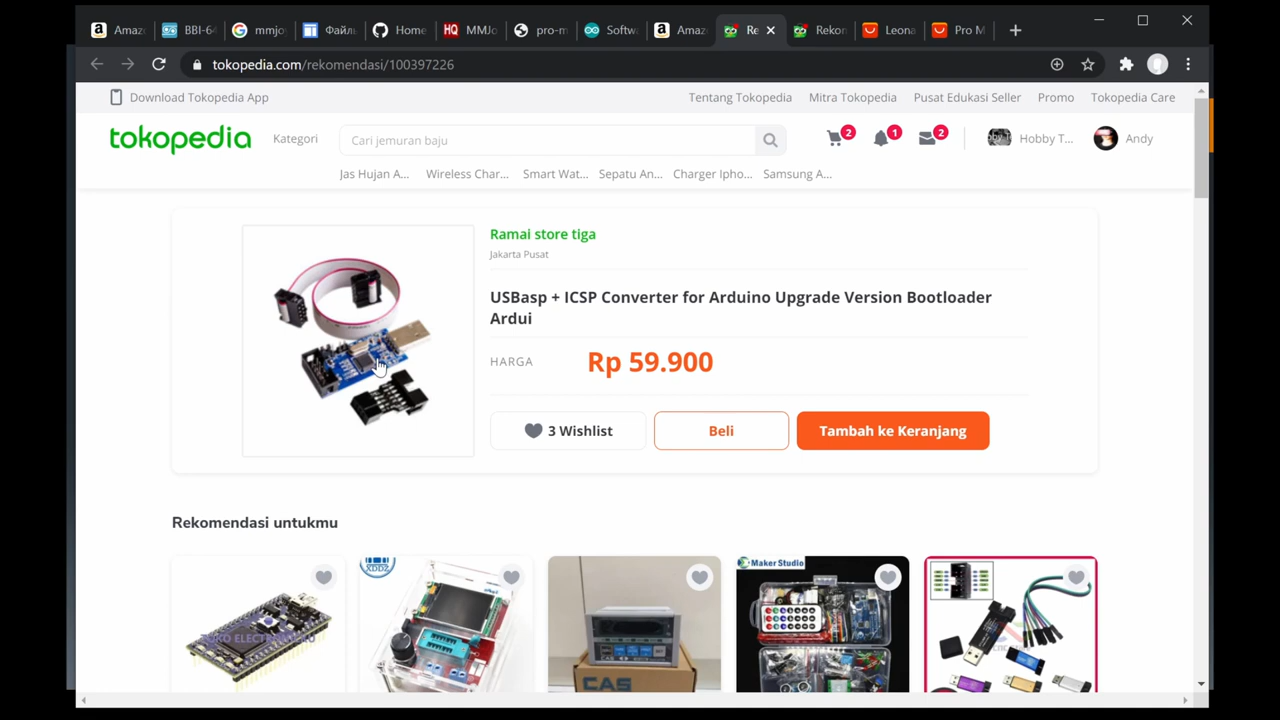 Amaz
BBI-64
mmjo
Файль
Home
MMJo
pro-m
Softw
Amaz
Re
Rekon
Leona
Pro M
tokopedia.com/rekomendasi/100397226
Download Tokopedia App
Tentang Tokopedia
Mitra Tokopedia
Pusat Edukasi Seller
Promo
Tokopedia Care
tokopedia
Kategori
Cari jemuran baju
2
1
2
Hobby T...
Andy
Jas Hujan A...
Wireless Char...
Smart Wat...
Sepatu An...
Charger Ipho...
Samsung A...
Ramai store tiga
Jakarta Pusat
USBasp + ICSP Converter for Arduino Upgrade Version Bootloader
Ardui
HARGA
Rp 59.900
3 Wishlist
Beli
Tambah ke Keranjang
Rekomendasi untukmu
XDDZ
Maker Studio
CAS